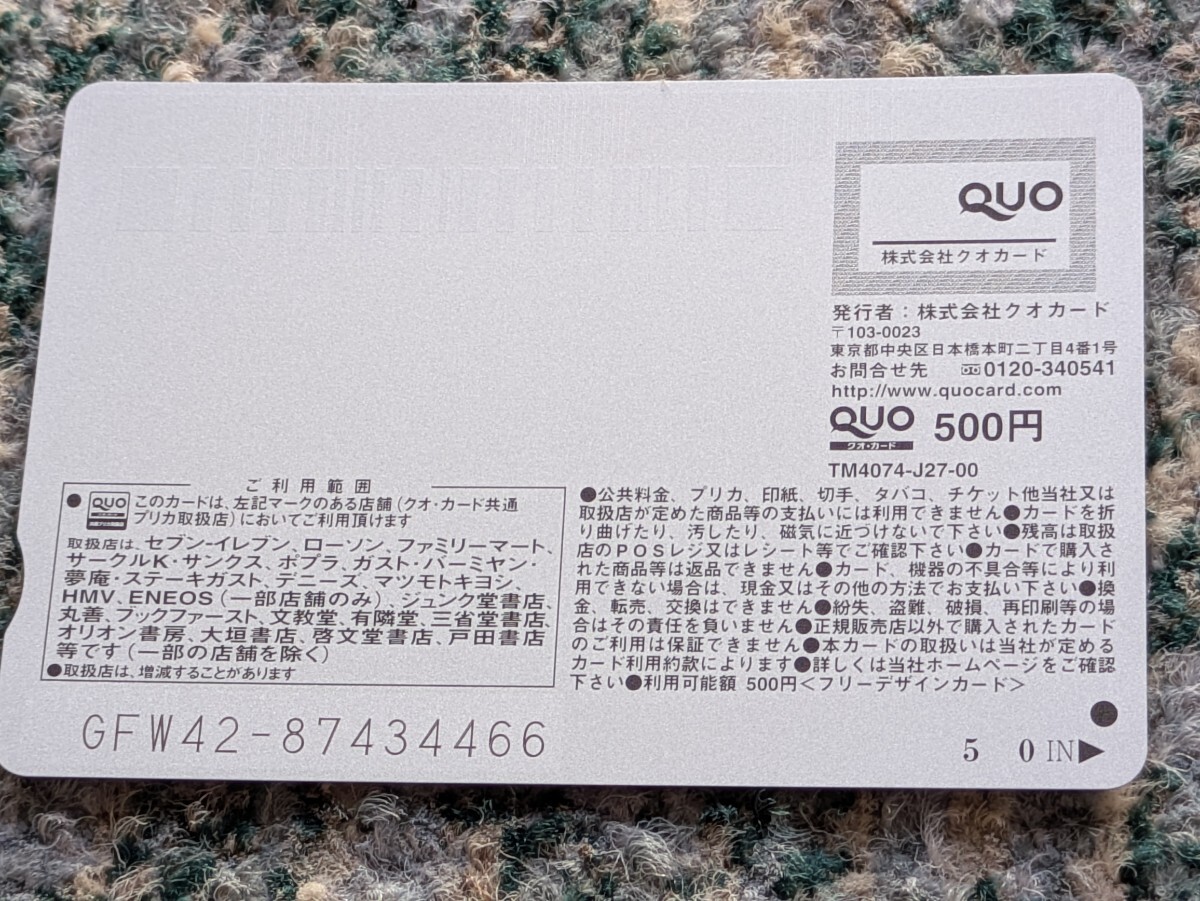 QUO
株式会社クオカード
発行者：株式会社クオカード
〒103-0023
東京都中央区日本橋本町二丁目4番1号
お問合せ先 0120-340541
http://www.quocard.com
QUO 500円
クオ・カード
TM4074-J27-00
ご利用範囲
●QUO このカードは、左記マークのある店舗（クオ・カード共通
プリカ取扱店）においてご利用頂けます
取扱店は、セブン-イレブン、ローソン、ファミリーマート、
サークルK・サンクス、ポプラ、ガスト・バーミヤン・
夢庵・ステーキガスト、デニーズ、マツモトキヨシ、
HMV、ENEOS（一部店舗のみ）、ジュンク堂書店、
丸善、ブックファースト、文教堂、有隣堂、三省堂書店、
オリオン書房、大垣書店、啓文堂書店、戸田書店
等です（一部の店舗を除く）
●取扱店は、増減することがあります
●公共料金、プリカ、印紙、切手、タバコ、チケット他当社又は
取扱店が定めた商品等の支払いには利用できません●カードを折
り曲げたり、汚したり、磁気に近づけないで下さい●残高は取扱
店のPOSレジ又はレシート等でご確認下さい●カードで購入さ
れた商品等は返品できません●カード、機器の不具合等により利
用できない場合は、現金又はその他の方法でお支払い下さい●換
金、転売、交換はできません●紛失、盗難、破損、再印刷等の場
合はその責任を負いません●正規販売店以外で購入されたカード
のご利用は保証できません●本カードの取扱いは当社が定める
カード利用約款によります●詳しくは当社ホームページをご確認
下さい●利用可能額 500円＜フリーデザインカード＞
GFW42-87434466
5 0 IN▶